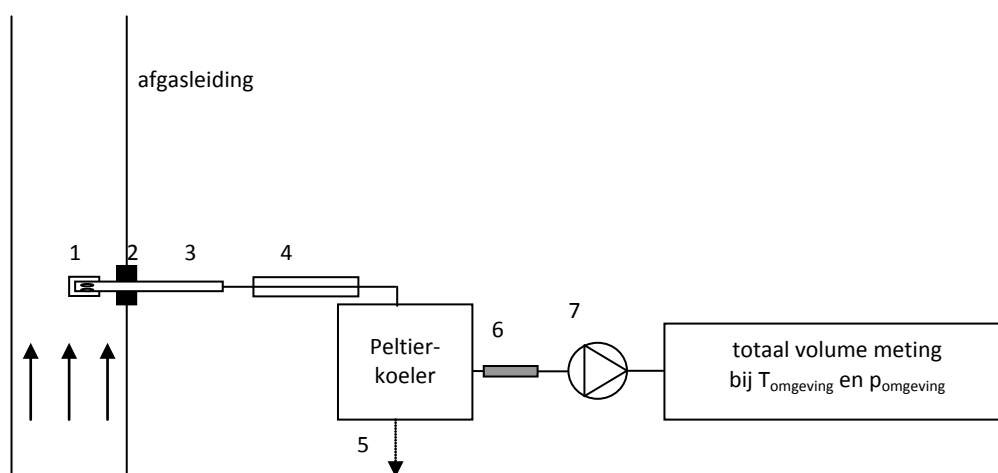 afgasleiding
1 2 3 4
Peltier-
koeler
6
7
totaal volume meting
bij Tomgeving en pomgeving
5